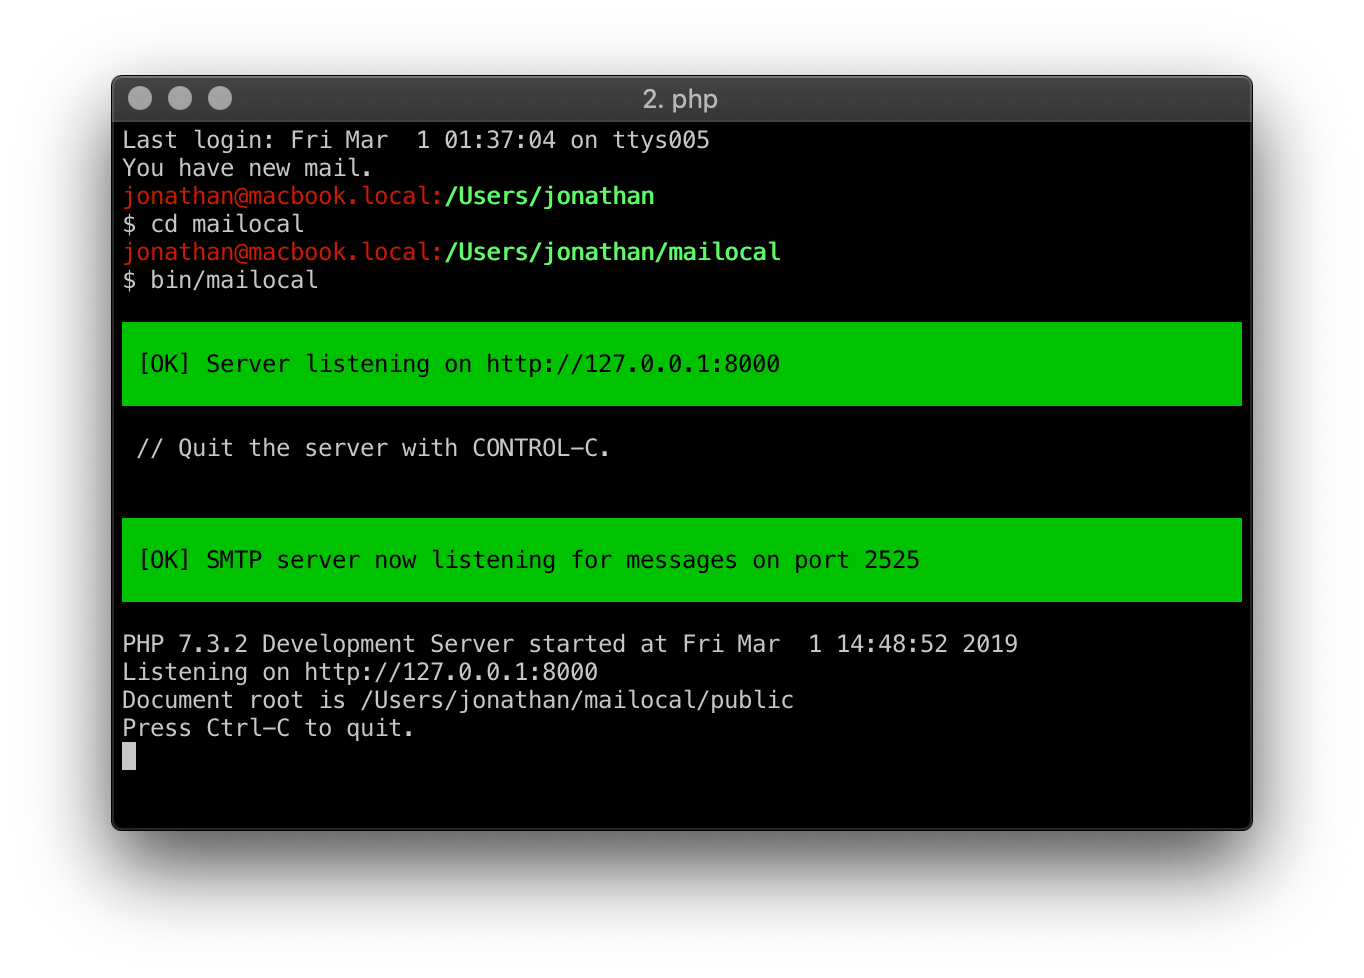 2. php
Last login: Fri Mar  1 01:37:04 on ttys005
You have new mail.
jonathan@macbook.local:/Users/jonathan
$ cd mailocal
jonathan@macbook.local:/Users/jonathan/mailocal
$ bin/mailocal
[OK] Server listening on http://127.0.0.1:8000
// Quit the server with CONTROL-C.
[OK] SMTP server now listening for messages on port 2525
PHP 7.3.2 Development Server started at Fri Mar  1 14:48:52 2019
Listening on http://127.0.0.1:8000
Document root is /Users/jonathan/mailocal/public
Press Ctrl-C to quit.